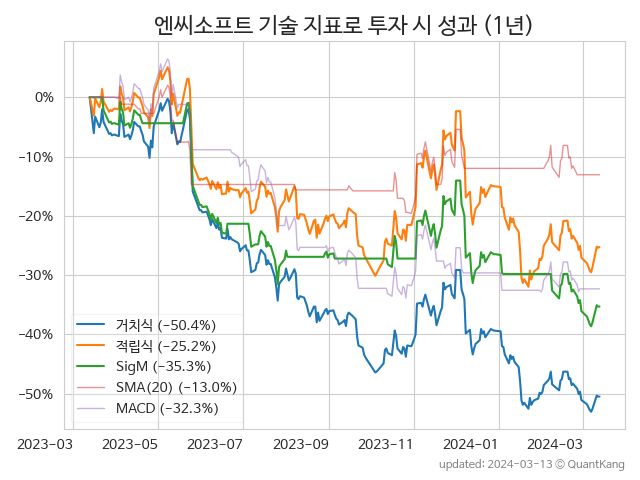 엔씨소프트 기술 지표로 투자 시 성과 (1년)
0%
−10%
−20%
−30%
−40%
−50%
거치식 (−50.4%)
적립식 (−25.2%)
SigM (−35.3%)
SMA(20) (−13.0%)
MACD (−32.3%)
2023-03 2023-05 2023-07 2023-09 2023-11 2024-01 2024-03
updated: 2024-03-13 © QuantKang